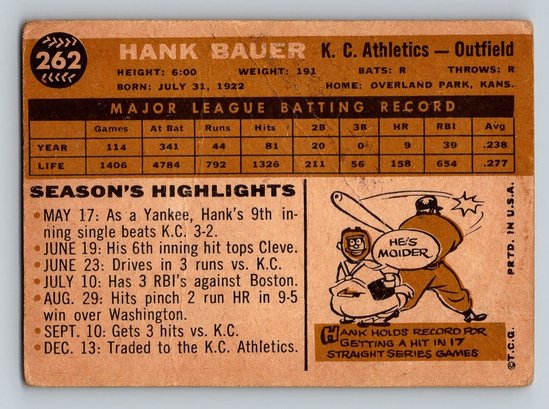 262
HANK BAUER K. C. Athletics — Outfield
HEIGHT: 6:00 WEIGHT: 191 BATS: R THROWS: R
BORN: JULY 31, 1922 HOME: OVERLAND PARK, KANS.
MAJOR LEAGUE BATTING RECORD
Games At Bat Runs Hits 2B 3B HR RBI Avg
YEAR 114 341 44 81 20 0 9 39 .238
LIFE 1406 4784 792 1326 211 56 158 654 .277
SEASON'S HIGHLIGHTS
• MAY 17: As a Yankee, Hank's 9th in-
ning single beats K.C. 3-2.
• JUNE 19: His 6th inning hit tops Cleve.
• JUNE 23: Drives in 3 runs vs. K.C.
• JULY 10: Has 3 RBI's against Boston.
• AUG. 29: Hits pinch 2 run HR in 9-5
win over Washington.
• SEPT. 10: Gets 3 hits vs. K.C.
• DEC. 13: Traded to the K.C. Athletics.
HE'S
MOIDER
HANK HOLDS RECORD FOR
GETTING A HIT IN 17
STRAIGHT SERIES GAMES
©T.C.G. PRTD. IN U.S.A.